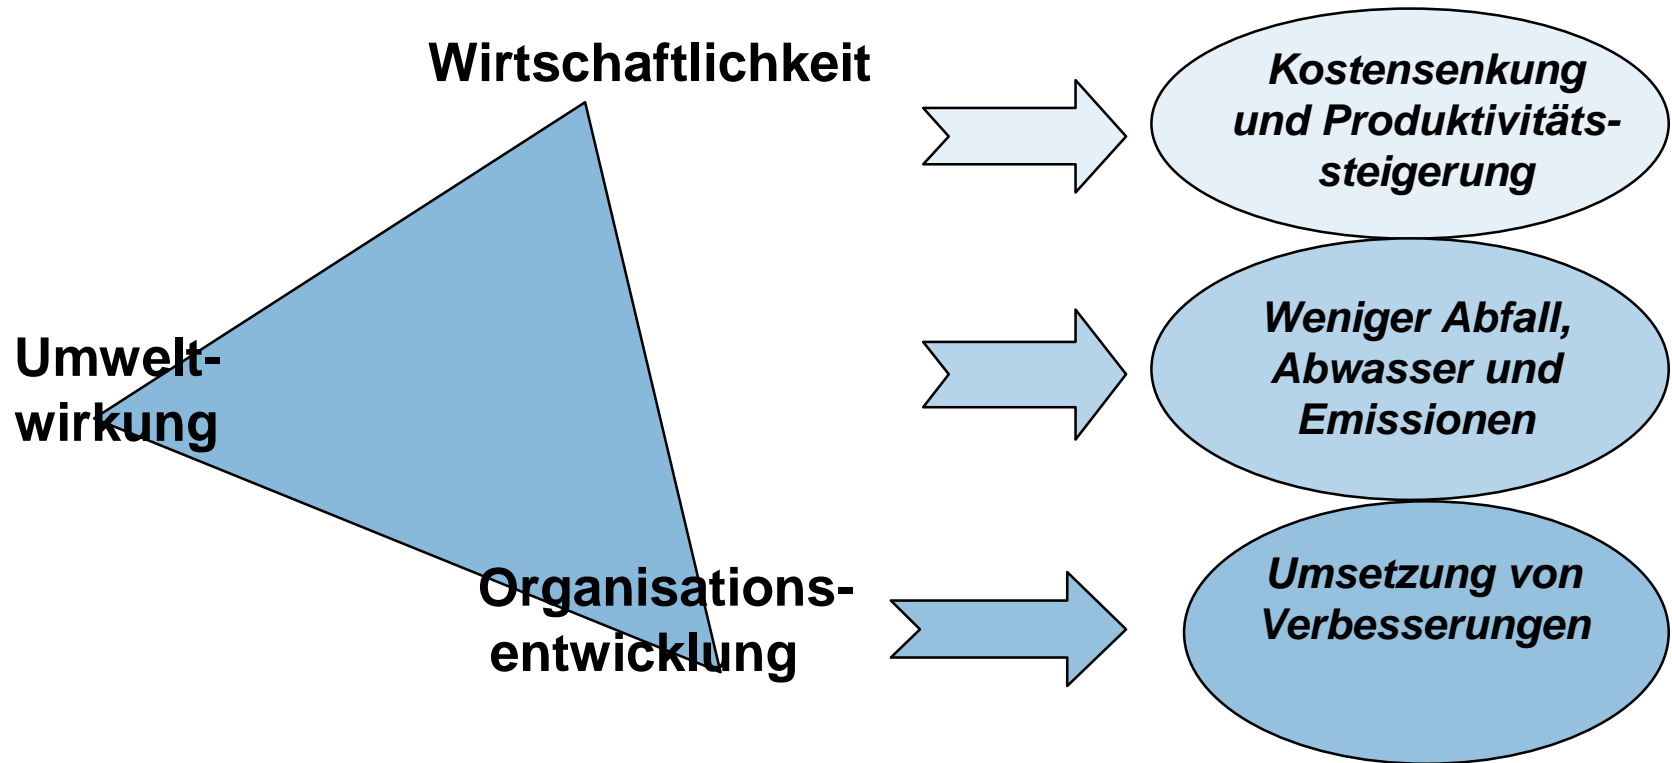 Wirtschaftlichkeit
Kostensenkung
und Produktivitäts-
steigerung
Umwelt-
wirkung
Weniger Abfall,
Abwasser und
Emissionen
Organisations-
entwicklung
Umsetzung von
Verbesserungen